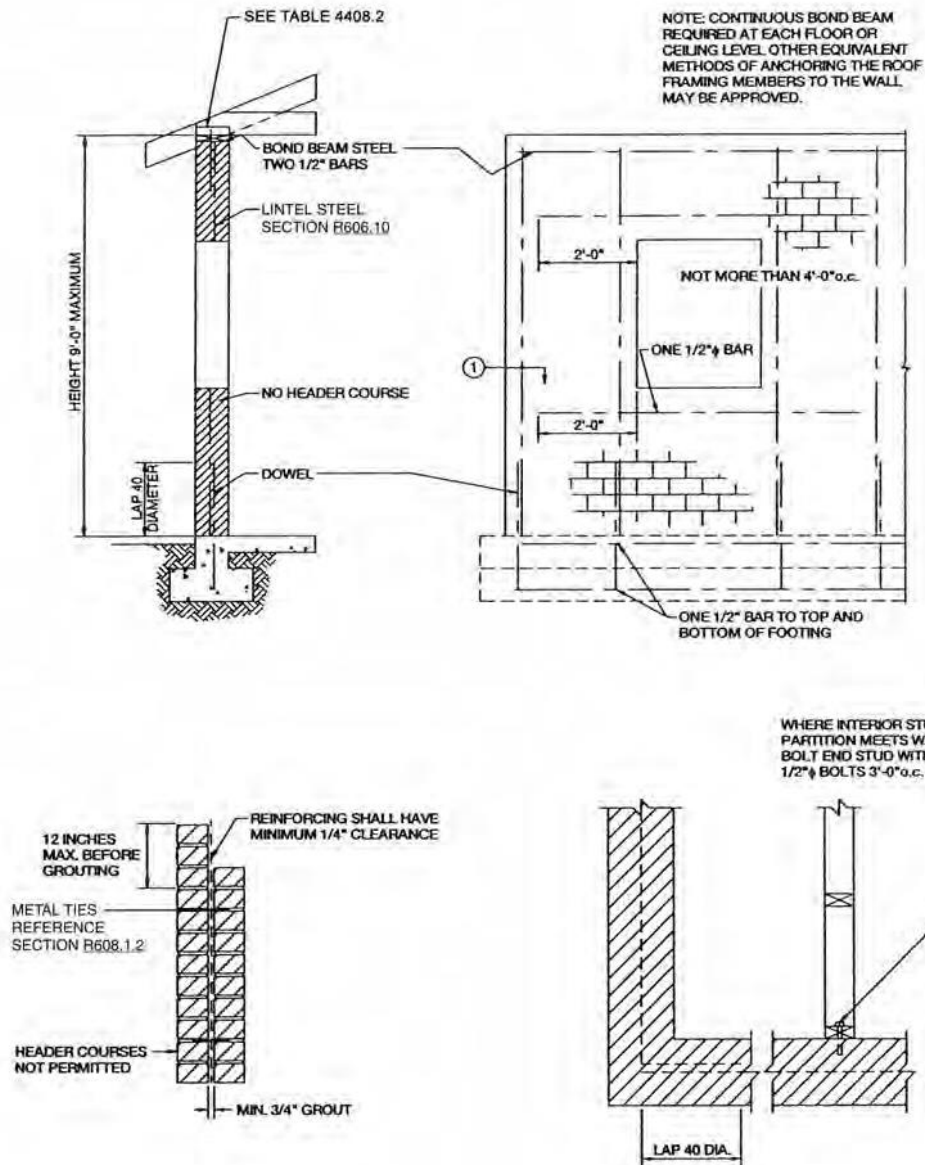 SEE TABLE 4408.2
NOTE: CONTINUOUS BOND BEAM
REQUIRED AT EACH FLOOR OR
CEILING LEVEL OTHER EQUIVALENT
METHODS OF ANCHORING THE ROOF
FRAMING MEMBERS TO THE WALL
MAY BE APPROVED.
BOND BEAM STEEL
TWO 1/2" BARS
LINTEL STEEL
SECTION R606.10
HEIGHT 9'-0" MAXIMUM
2'-0"
NOT MORE THAN 4'-0"o.c.
ONE 1/2"ϕ BAR
1
NO HEADER COURSE
2'-0"
LAP 40
DIAMETER
DOWEL
ONE 1/2" BAR TO TOP AND
BOTTOM OF FOOTING
WHERE INTERIOR STU
PARTITION MEETS W
BOLT END STUD WITH
1/2"ϕ BOLTS 3'-0"o.c.
REINFORCING SHALL HAVE
MINIMUM 1/4" CLEARANCE
12 INCHES
MAX. BEFORE
GROUTING
METAL TIES
REFERENCE
SECTION R608.1.2
HEADER COURSES
NOT PERMITTED
MIN. 3/4" GROUT
LAP 40 DIA.